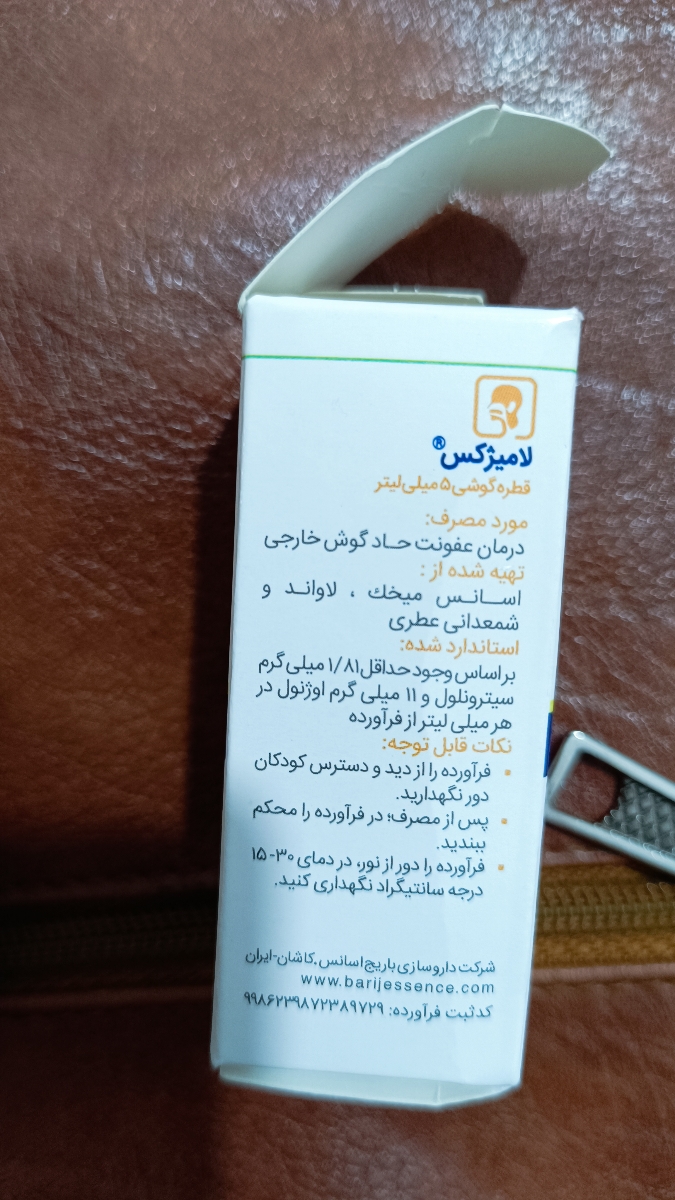 لامیژکس®
قطره گوشی ۵ میلی لیتر
مورد مصرف:
درمان عفونت حـاد گوش خارجی
تهیه شده از :
اســانـس میخك ، لاوانـد و
شمعدانی عطری
استاندارد شده:
براساس وجود حداقل ۱/۸۱ میلی گرم
سیترونلول و ۱۱ میلی گرم اوژنول در
هر میلی لیتر از فرآورده
نکات قابل توجه:
• فرآورده را از دید و دسترس کودکان
دور نگهدارید.
• پس از مصرف؛ در فرآورده را محکم
ببندید.
• فرآورده را دور از نور، در دمای ۳۰-۱۵
درجه سانتیگراد نگهداری کنید.
شرکت داروسازی باریج اسانس.کاشان-ایران
www.barijessence.com
کد ثبت فرآورده: ۹۹۸۶۲۳۹۸۷۲۳۸۹۷۲۹